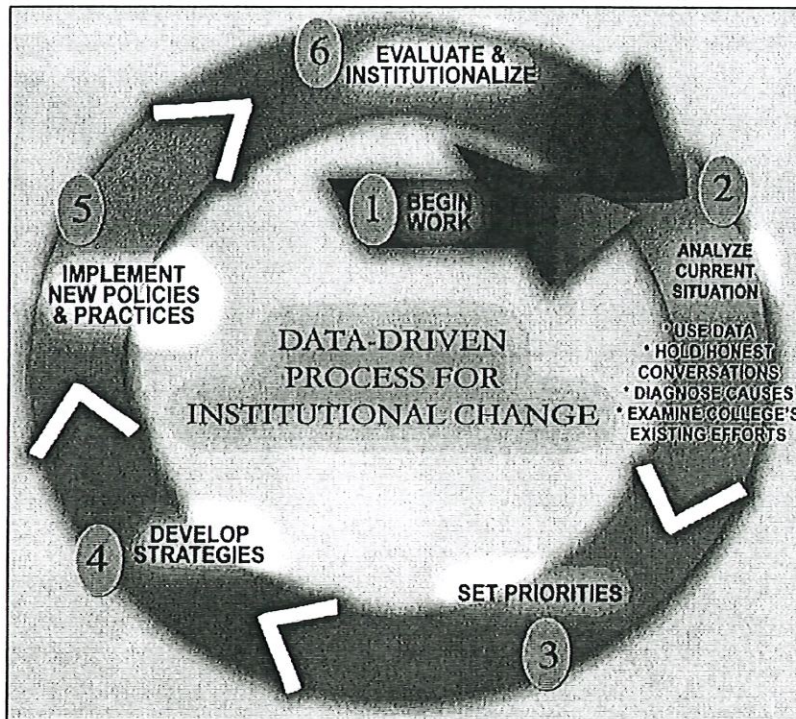 6
EVALUATE &
INSTITUTIONALIZE
1
BEGIN
WORK
2
ANALYZE
CURRENT
SITUATION
* USE DATA
* HOLD HONEST
CONVERSATIONS
* DIAGNOSE CAUSES
* EXAMINE COLLEGE'S
EXISTING EFFORTS
5
IMPLEMENT
NEW POLICIES
& PRACTICES
DATA-DRIVEN
PROCESS FOR
INSTITUTIONAL CHANGE
4
DEVELOP
STRATEGIES
SET PRIORITIES
3